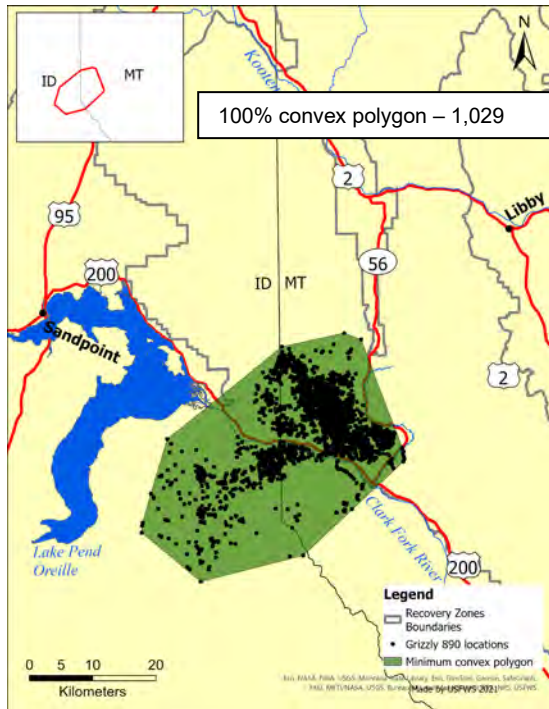 N
ID
MT
Kooten
100% convex polygon – 1,029
2
Libby
95
56
200
ID
MT
Sandpoint
2
Lake Pend
Oreille
Clark Fork River
200
Legend
Recovery Zones
Boundaries
Grizzly 890 locations
Minimum convex polygon
0 5 10 20
Kilometers
Made by USFWS 2021